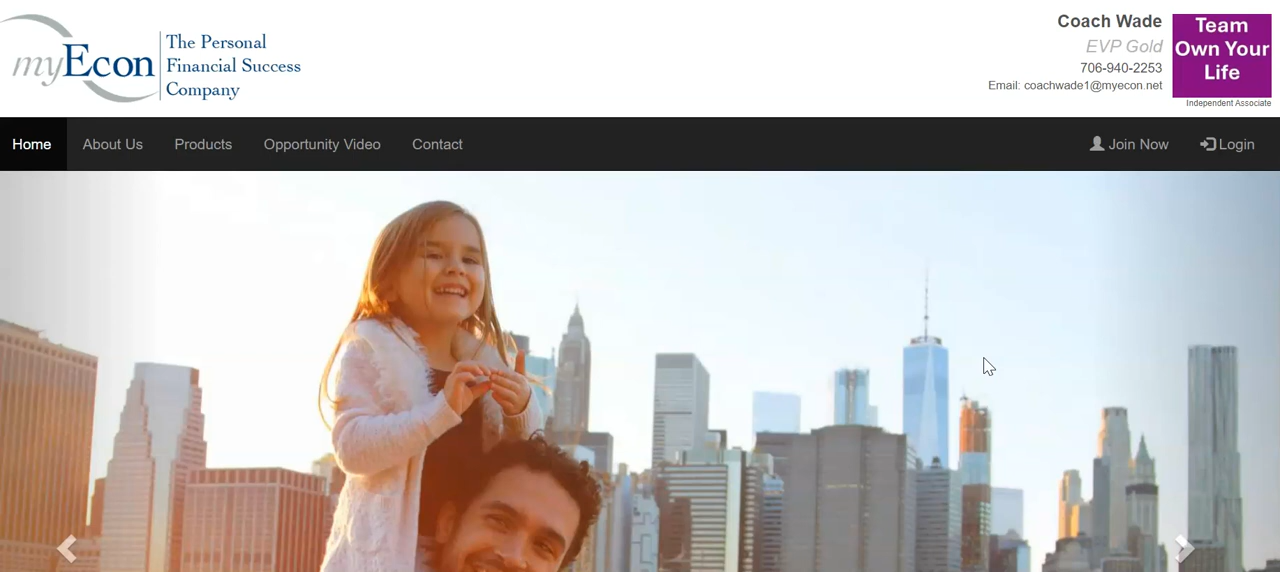 myEcon
The Personal
Financial Success
Company
Coach Wade
EVP Gold
706-940-2253
Email: coachwade1@myecon.net
Team
Own Your
Life
Independent Associate
Home
About Us
Products
Opportunity Video
Contact
Join Now
Login